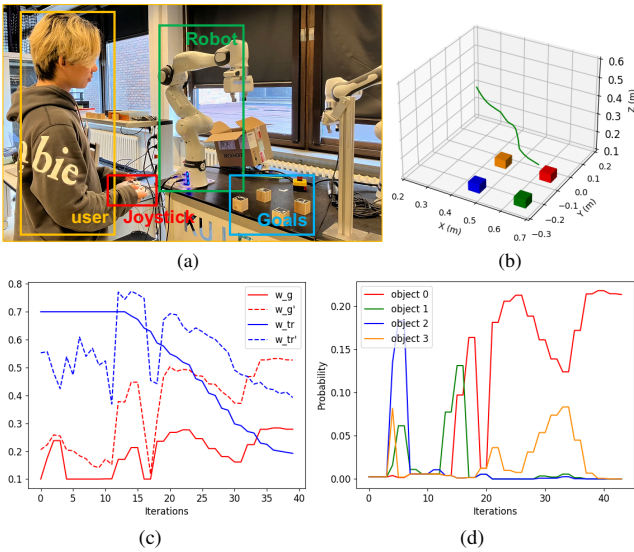 Robot
bie
user
Joystick
Goals
(a)
0.6
0.5
0.4
0.3
0.2
0.1
Z (m)
0.2
0.1
0.0
−0.1
−0.2
−0.3
Y (m)
0.2
0.3
0.4
0.5
0.6
0.7
X (m)
(b)
0.8
0.7
0.6
0.5
0.4
0.3
0.2
0.1
w_g
w_g'
w_tr
w_tr'
0 5 10 15 20 25 30 35 40
Iterations
(c)
Probability
0.20
0.15
0.10
0.05
0.00
object 0
object 1
object 2
object 3
0 10 20 30 40
Iterations
(d)